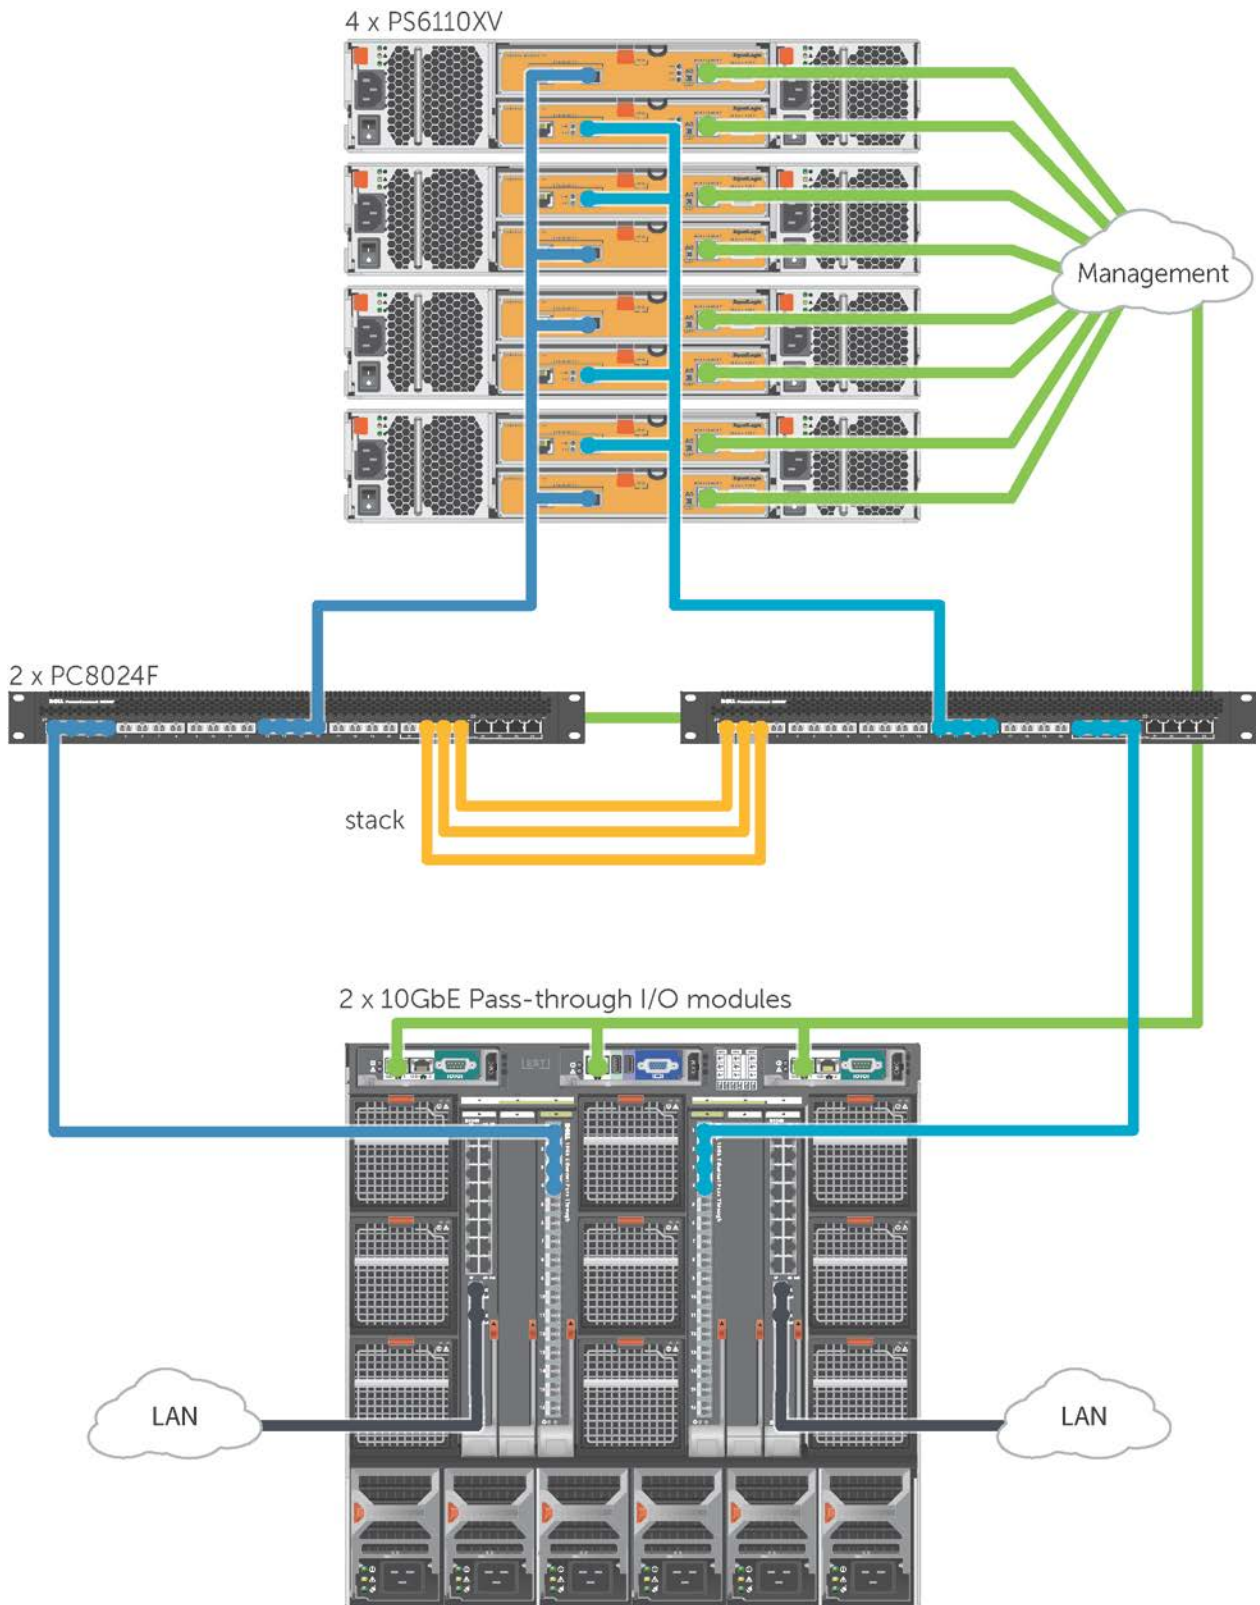 4 x PS6110XV
Management
2 x PC8024F
stack
2 x 10GbE Pass-through I/O modules
LAN
LAN